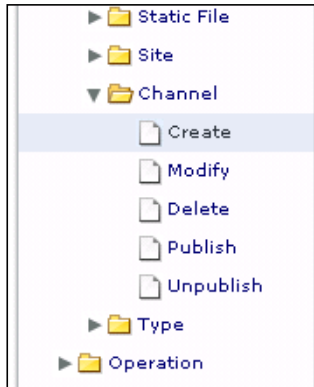 Static File
Site
Channel
Create
Modify
Delete
Publish
Unpublish
Type
Operation